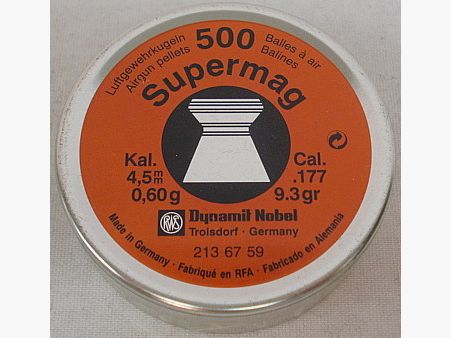 Luftgewehrkugeln 500 Balles à air
Airgun pellets Balines
Supermag
Kal. Cal.
4,5mm .177
0,60g 9.3gr
RWS Dynamit Nobel
Troisdorf · Germany
213 67 59
Made in Germany · Fabriqué en RFA · Fabricado en Alemania